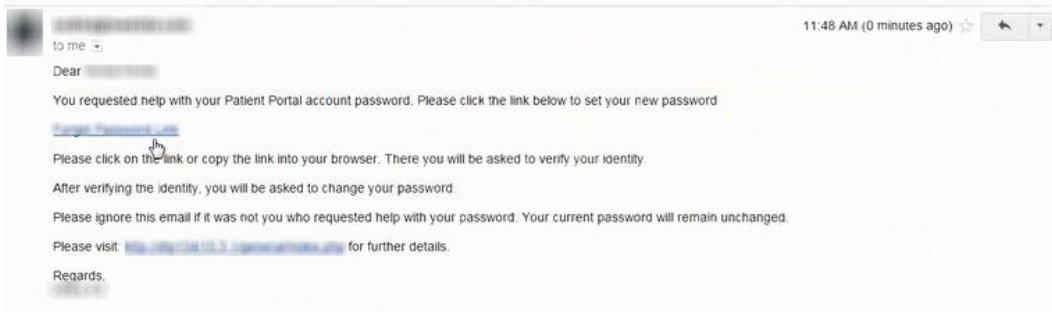 11:48 AM (0 minutes ago)
to me
Dear
You requested help with your Patient Portal account password. Please click the link below to set your new password
Please click on the link or copy the link into your browser. There you will be asked to verify your identity.
After verifying the identity, you will be asked to change your password.
Please ignore this email if it was not you who requested help with your password. Your current password will remain unchanged.
Please visit: for further details.
Regards,